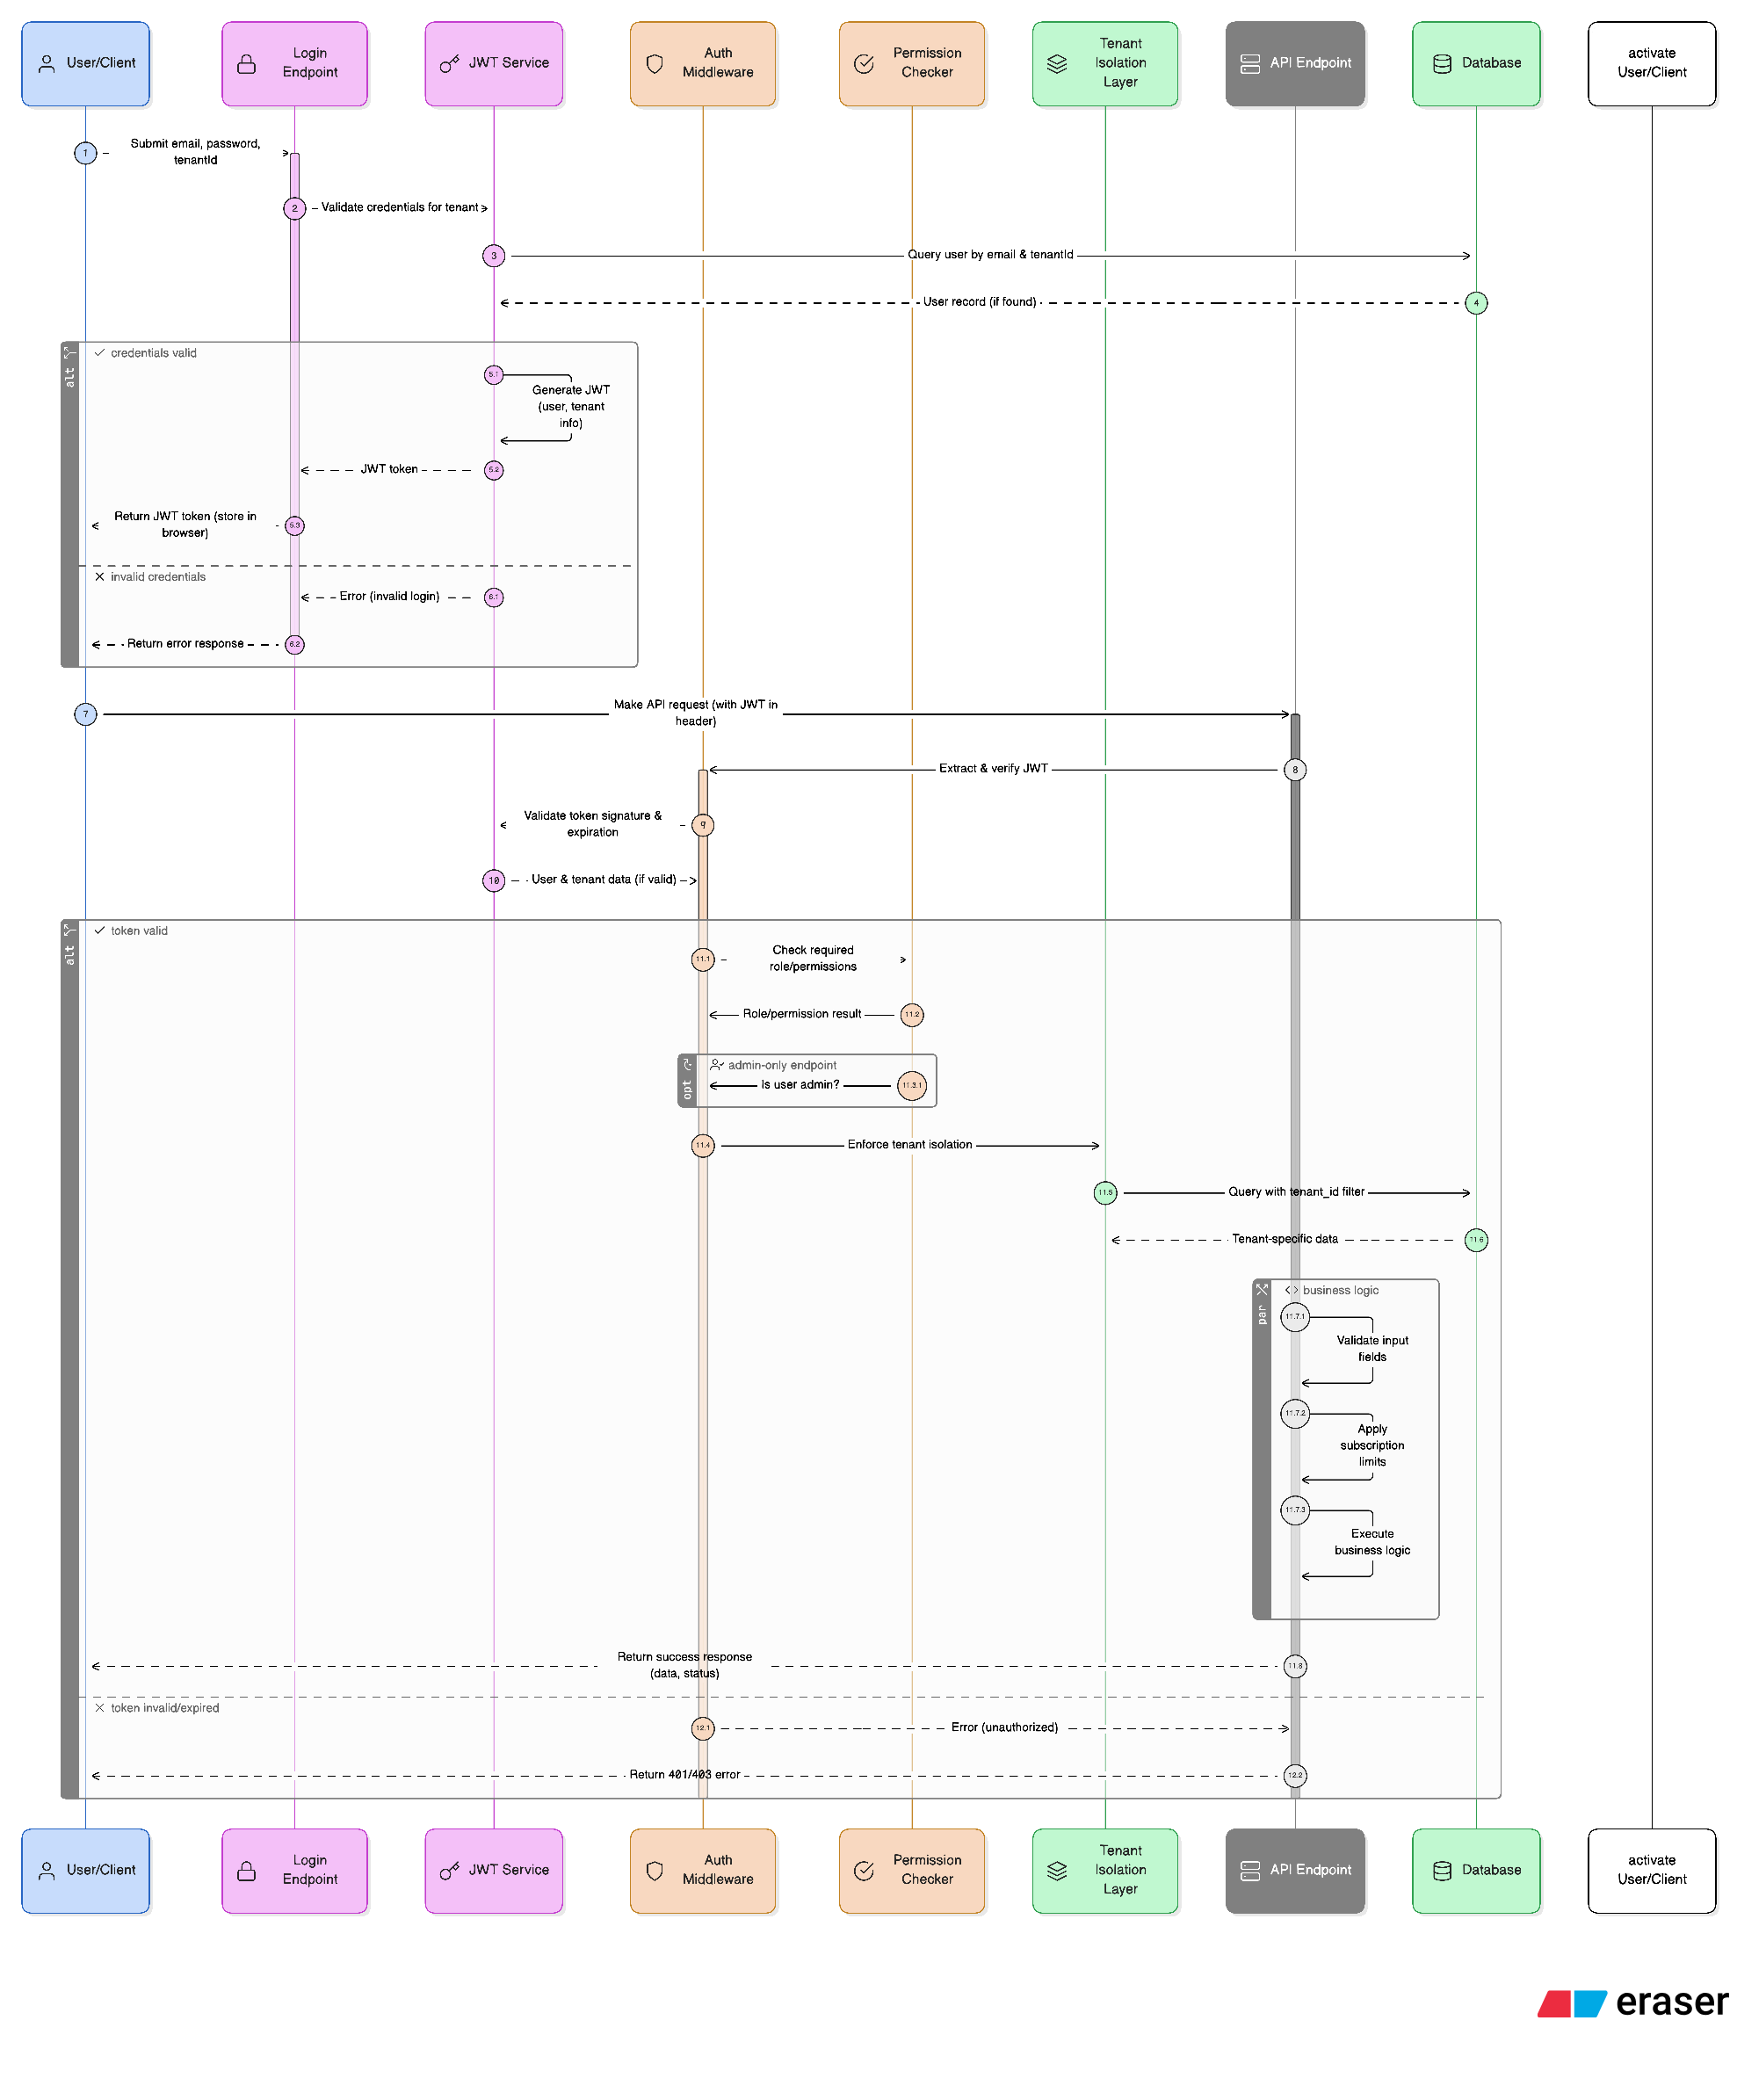 User/Client
Login
Endpoint
JWT Service
Auth
Middleware
Permission
Checker
Tenant
Isolation
Layer
API Endpoint
Database
activate
User/Client
1
Submit email, password,
tenantId
2
Validate credentials for tenant
3
Query user by email & tenantId
User record (if found)
4
alt
credentials valid
5.1
Generate JWT
(user, tenant
info)
JWT token
5.2
Return JWT token (store in
browser)
5.3
invalid credentials
Error (invalid login)
6.1
Return error response
6.2
7
Make API request (with JWT in
header)
Extract & verify JWT
8
Validate token signature &
expiration
9
10
User & tenant data (if valid)
alt
token valid
11.1
Check required
role/permissions
Role/permission result
11.2
opt
admin-only endpoint
Is user admin?
11.3.1
11.4
Enforce tenant isolation
11.5
Query with tenant_id filter
Tenant-specific data
11.6
par
business logic
11.7.1
Validate input
fields
11.7.2
Apply
subscription
limits
11.7.3
Execute
business logic
Return success response
(data, status)
11.8
token invalid/expired
12.1
Error (unauthorized)
Return 401/403 error
12.2
User/Client
Login
Endpoint
JWT Service
Auth
Middleware
Permission
Checker
Tenant
Isolation
Layer
API Endpoint
Database
activate
User/Client
eraser